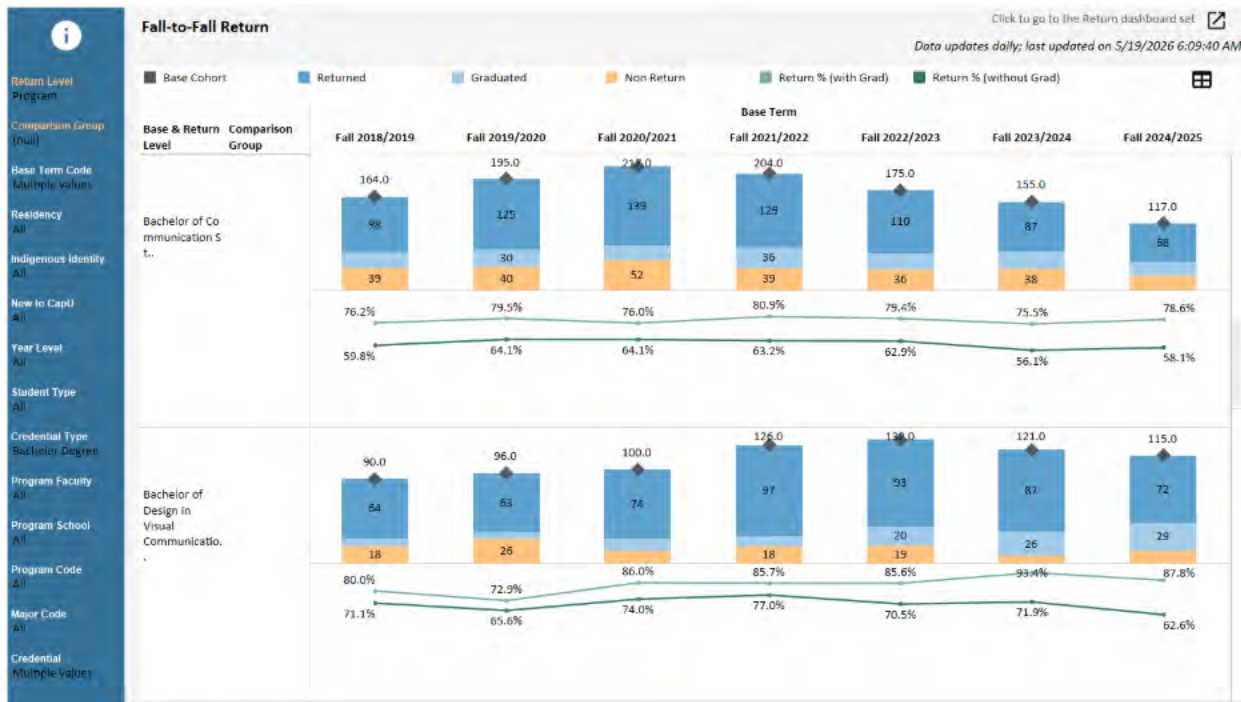 Fall-to-Fall Return
Click to go to the Return dashboard set
Data updates daily; last updated on 5/19/2026 6:09:40 AM
Base Cohort Returned Graduated Non Return Return % (with Grad) Return % (without Grad)
Return Level
Program
Comparison Group
(null)
Base Term Code
Multiple values
Residency
All
Indigenous Identity
All
New to CapU
All
Year Level
All
Student Type
All
Credential Type
Bachelor Degree
Program Faculty
All
Program School
All
Program Code
All
Major Code
All
Credential
Multiple values
Base Term
Base & Return Level
Comparison Group
Fall 2018/2019 Fall 2019/2020 Fall 2020/2021 Fall 2021/2022 Fall 2022/2023 Fall 2023/2024 Fall 2024/2025
Bachelor of Co
mmunication S
t..
164.0 195.0 204.0 175.0 155.0 117.0
98 125 139 129 110 87 68
30 36
39 40 52 39 36 38
76.2% 79.5% 76.0% 80.9% 79.4% 75.5% 78.6%
59.8% 64.1% 64.1% 63.2% 62.9% 56.1% 58.1%
Bachelor of
Design in
Visual
Communicatio.
.
90.0 96.0 100.0 126.0 121.0 115.0
64 63 74 97 93 87 72
20 26 29
18 26 18 19
80.0% 72.9% 86.0% 85.7% 85.6% 93.4% 87.8%
71.1% 65.6% 74.0% 77.0% 70.5% 71.9% 62.6%